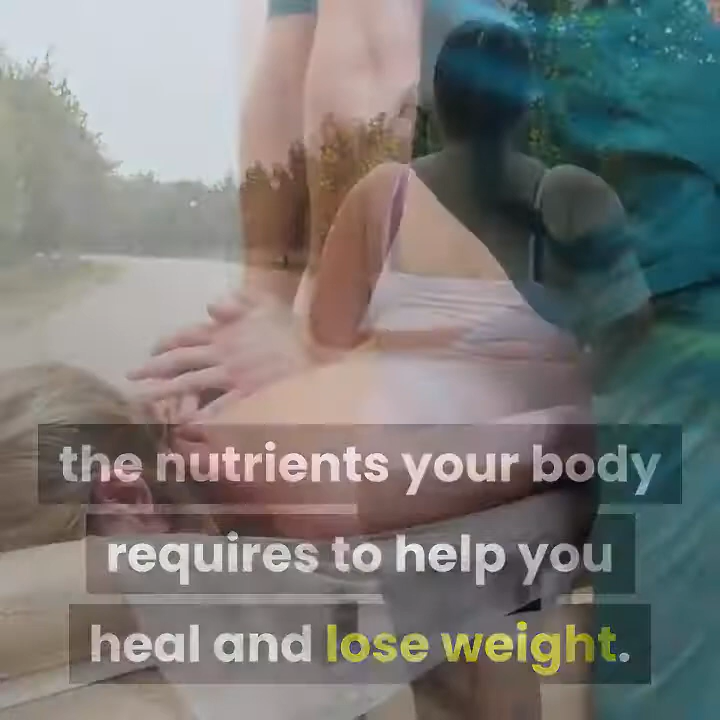 the nutrients your body
requires to help you
heal and lose weight.